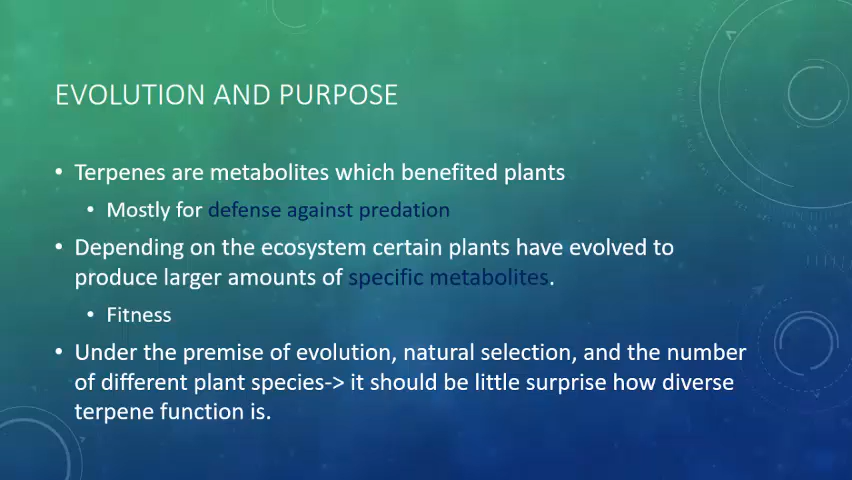 EVOLUTION AND PURPOSE
• Terpenes are metabolites which benefited plants
• Mostly for defense against predation
• Depending on the ecosystem certain plants have evolved to
produce larger amounts of specific metabolites.
• Fitness
• Under the premise of evolution, natural selection, and the number
of different plant species-> it should be little surprise how diverse
terpene function is.